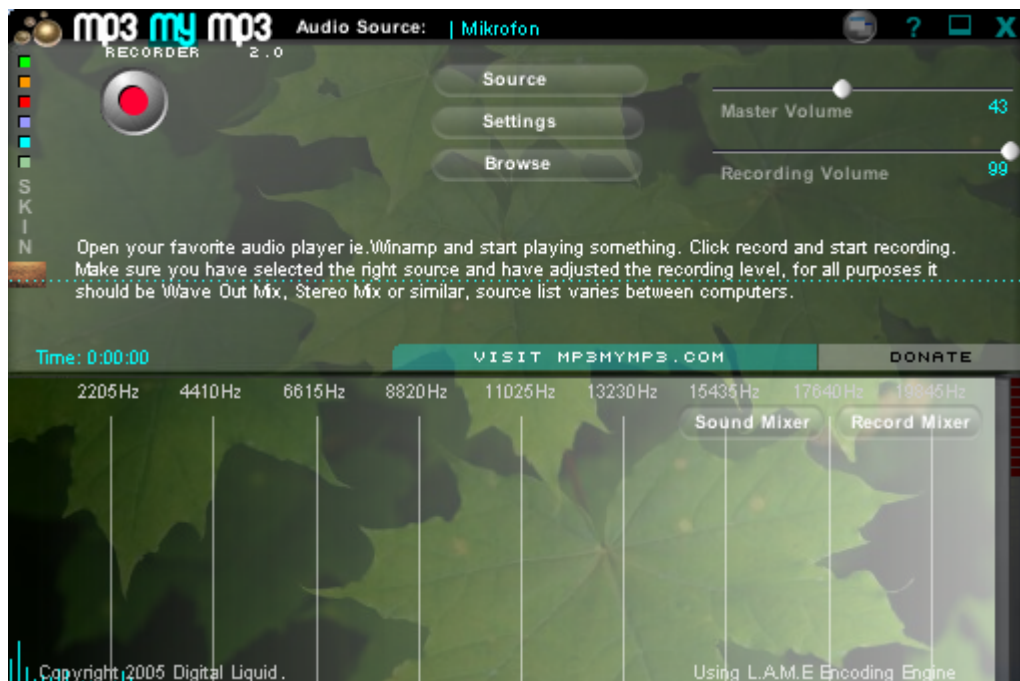 mp3 my mp3 Audio Source: | Mikrofon ? X
RECORDER 2.0
Source
Master Volume 43
Settings
Browse
Recording Volume 99
SKIN
Open your favorite audio player ie.Winamp and start playing something. Click record and start recording.
Make sure you have selected the right source and have adjusted the recording level, for all purposes it
should be Wave Out Mix, Stereo Mix or similar, source list varies between computers.
Time: 0:00:00 VISIT MP3MYMP3.COM DONATE
2205Hz 4410Hz 6615Hz 8820Hz 11025Hz 13230Hz 15435Hz 17640Hz 19845Hz
Sound Mixer Record Mixer
Copyright 2005 Digital Liquid. Using L.A.M.E Encoding Engine